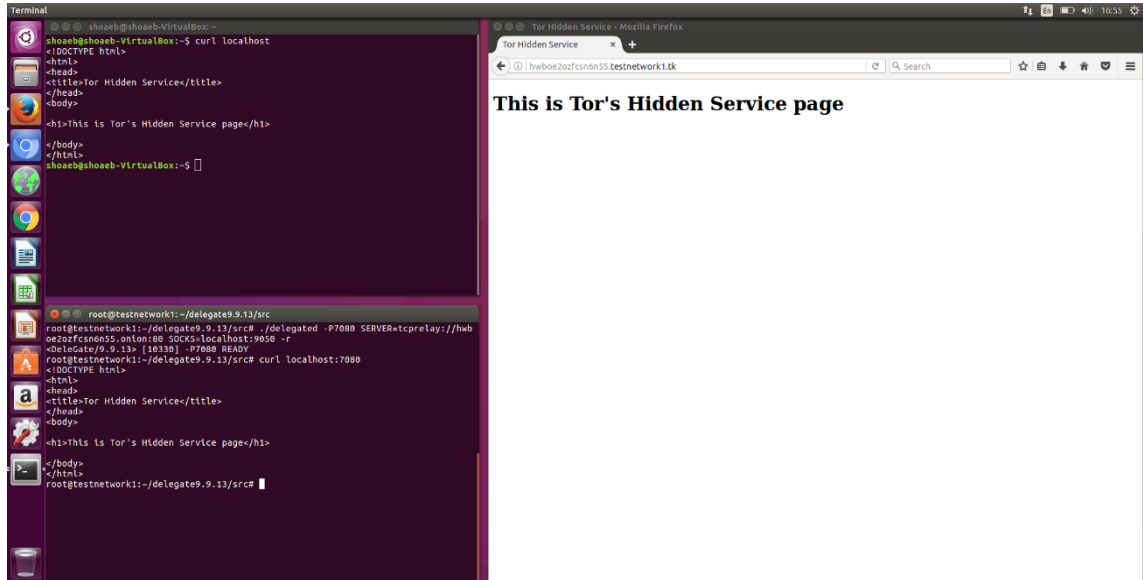 Terminal
En
16:55
shoaeb@shoaeb-VirtualBox: ~
shoaeb@shoaeb-VirtualBox:~$ curl localhost
<!DOCTYPE html>
<html>
<head>
<title>Tor Hidden Service</title>
</head>
<body>
<h1>This is Tor's Hidden Service page</h1>
</body>
</html>
shoaeb@shoaeb-VirtualBox:~$
root@testnetwork1: ~/delegate9.9.13/src
root@testnetwork1:~/delegate9.9.13/src# ./delegated -P7080 SERVER=tcprelay://hwb
oe2ozfcsn6n55.onion:80 SOCKS=localhost:9050 -r
<DeleGate/9.9.13> [10330] -P7080 READY
root@testnetwork1:~/delegate9.9.13/src# curl localhost:7080
<!DOCTYPE html>
<html>
<head>
<title>Tor Hidden Service</title>
</head>
<body>
<h1>This is Tor's Hidden Service page</h1>
</body>
</html>
root@testnetwork1:~/delegate9.9.13/src#
Tor Hidden Service - Mozilla Firefox
Tor Hidden Service
hwboe2ozfcsn6n55.testnetwork1.tk
Search
This is Tor's Hidden Service page